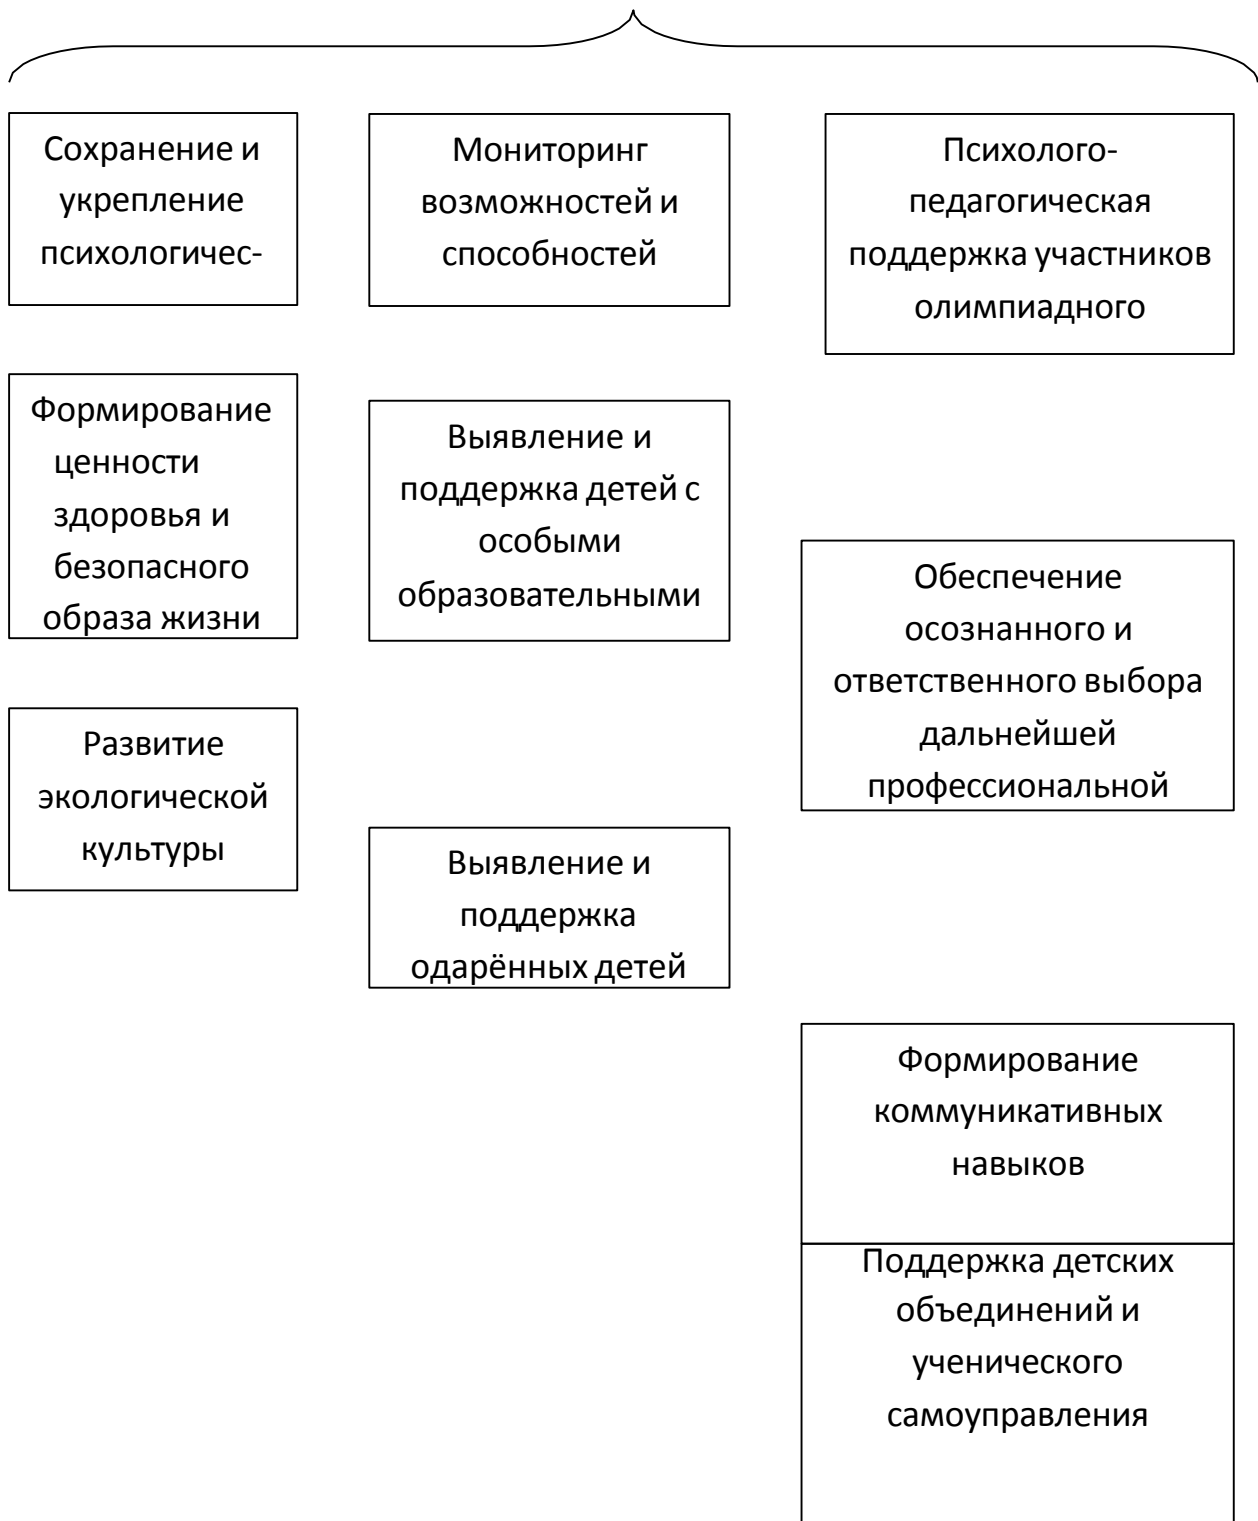 Сохранение и
укрепление
психологичес-
Формирование
ценности
здоровья и
безопасного
образа жизни
Развитие
экологической
культуры
Мониторинг
возможностей и
способностей
Выявление и
поддержка детей с
особыми
образовательными
Выявление и
поддержка
одарённых детей
Психолого-
педагогическая
поддержка участников
олимпиадного
Обеспечение
осознанного и
ответственного выбора
дальнейшей
профессиональной
Формирование
коммуникативных
навыков
Поддержка детских
объединений и
ученического
самоуправления